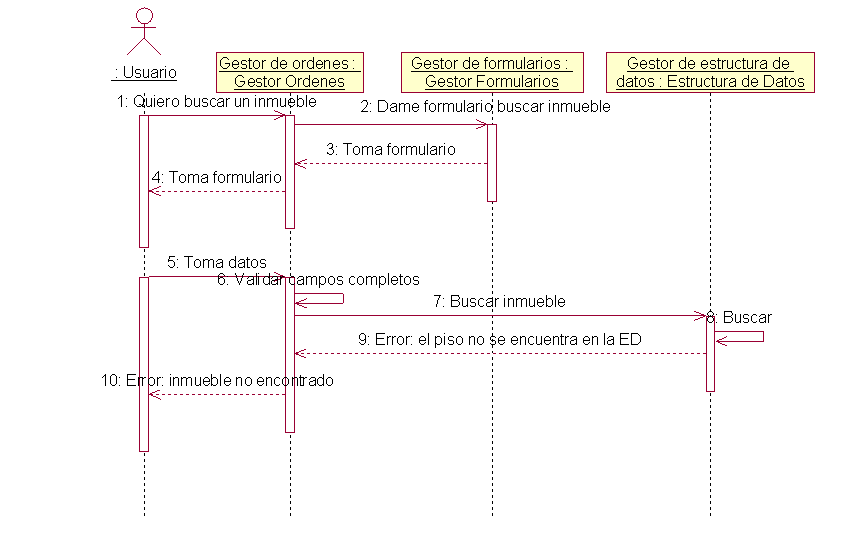 : Usuario
Gestor de ordenes :
Gestor Ordenes
Gestor de formularios :
Gestor Formularios
Gestor de estructura de
datos : Estructura de Datos
1: Quiero buscar un inmueble
2: Dame formulario buscar inmueble
3: Toma formulario
4: Toma formulario
5: Toma datos
6: Validar campos completos
7: Buscar inmueble
8: Buscar
9: Error: el piso no se encuentra en la ED
10: Error: inmueble no encontrado